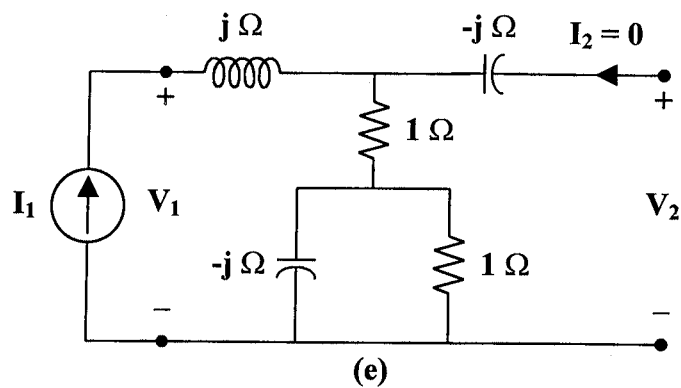 j Ω
-j Ω
I₂ = 0
+
+
1 Ω
I₁
V₁
V₂
-j Ω
1 Ω
–
–
(e)